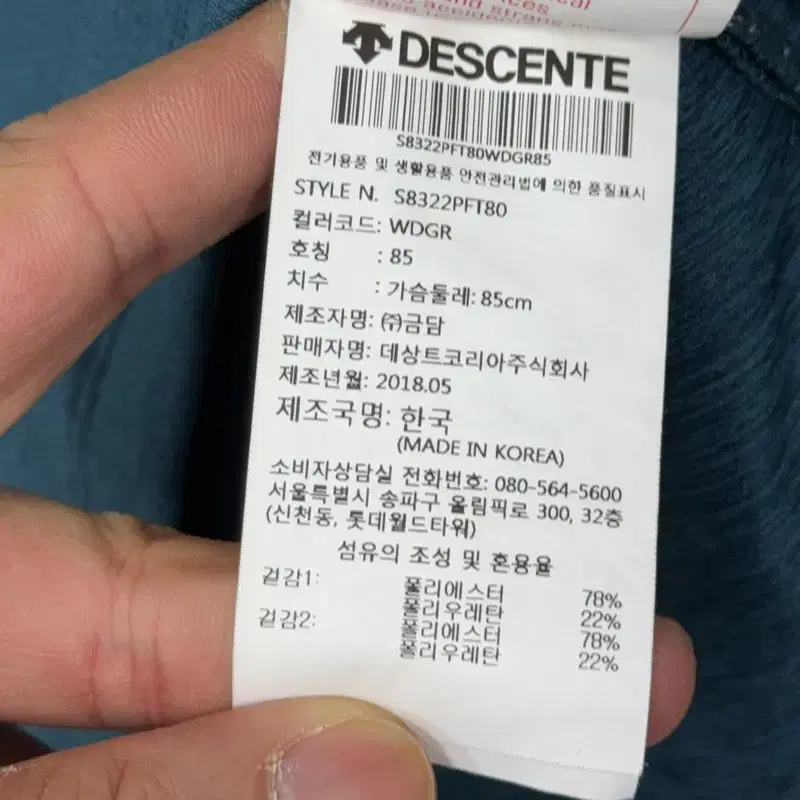 DESCENTE
S8322PFT80WDGR85
전기용품 및 생활용품 안전관리법에 의한 품질표시
STYLE N. S8322PFT80
컬러코드: WDGR
호칭 : 85
치수 : 가슴둘레: 85cm
제조자명: ㈜금담
판매자명: 데상트코리아주식회사
제조년월: 2018.05
제조국명: 한국
(MADE IN KOREA)
소비자상담실 전화번호: 080-564-5600
서울특별시 송파구 올림픽로 300, 32층
(신천동, 롯데월드타워)
섬유의 조성 및 혼용율
겉감1: 폴리에스터 78%
폴리우레탄 22%
겉감2: 폴리에스터 78%
폴리우레탄 22%